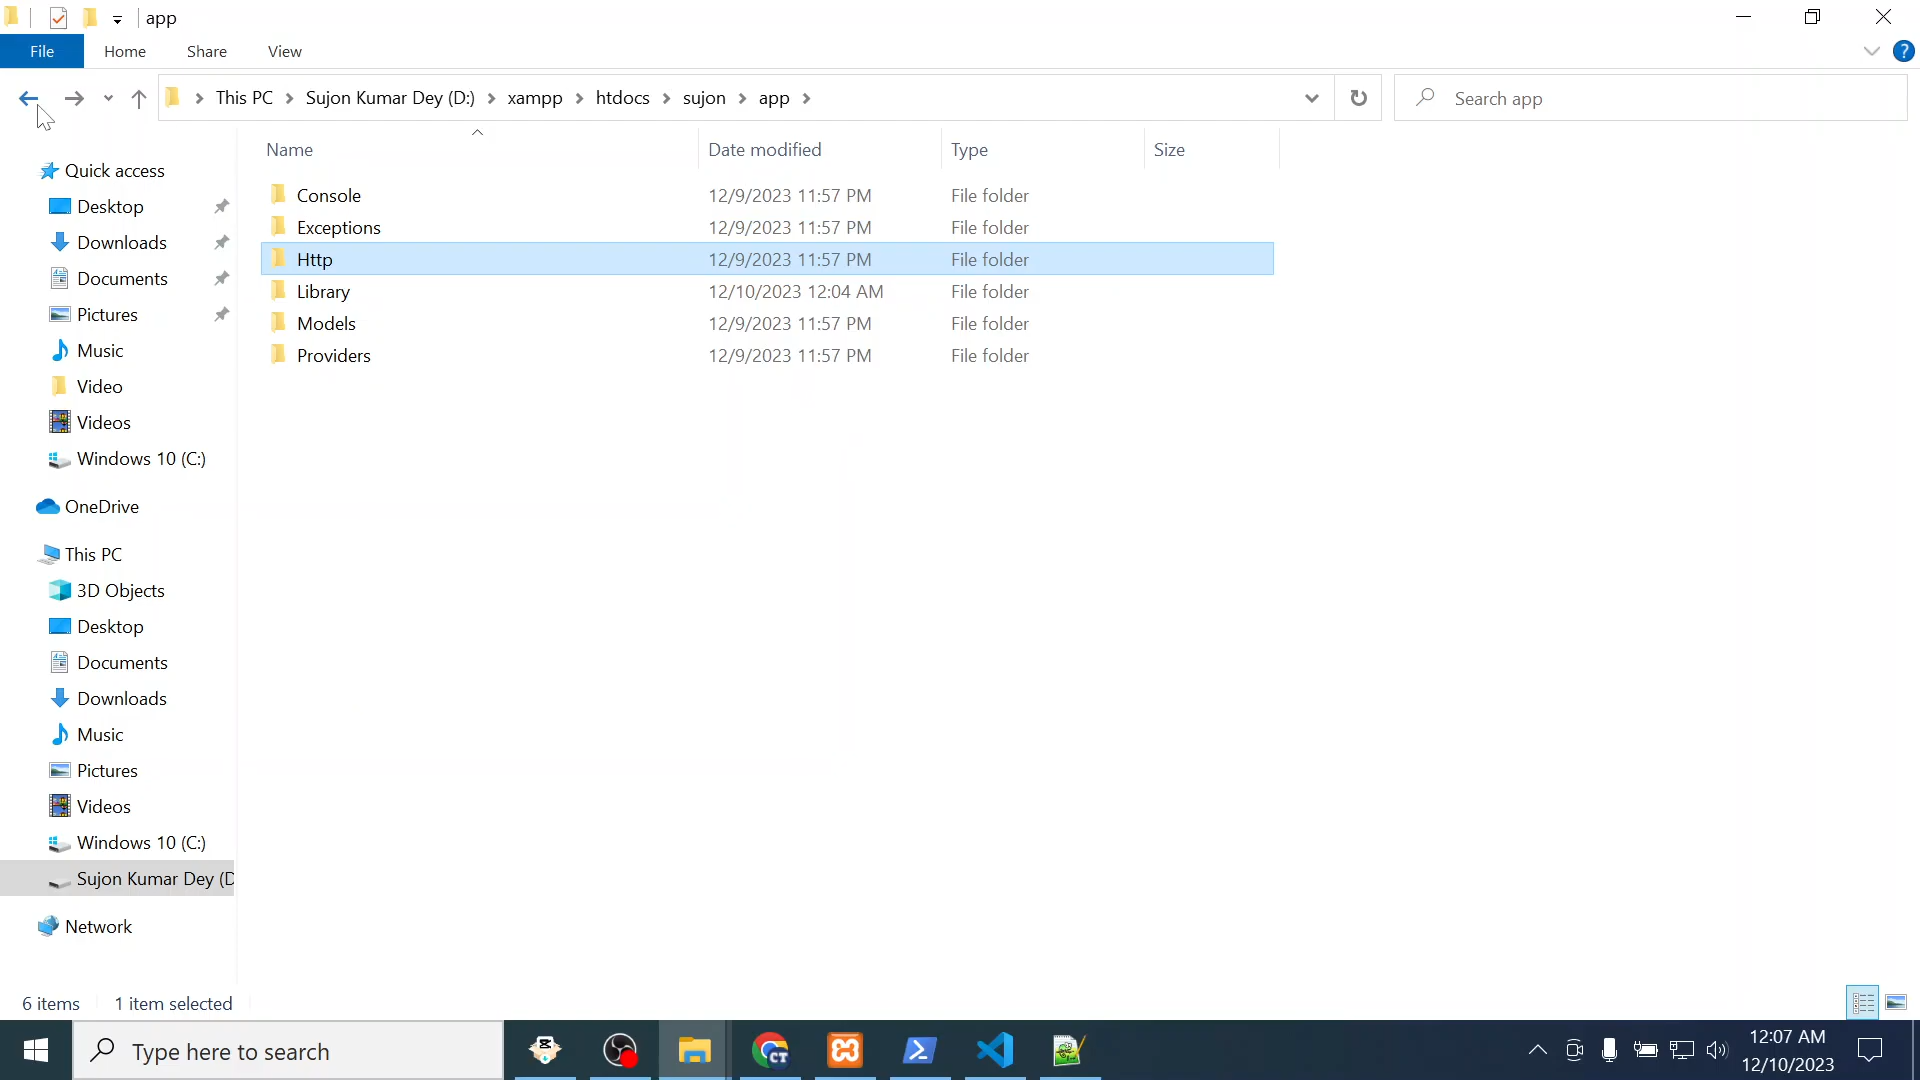 app
File Home Share View
This PC Sujon Kumar Dey (D:) xampp htdocs sujon app
Search app
Name Date modified Type Size
Quick access
Desktop
Downloads
Documents
Pictures
Music
Video
Videos
Windows 10 (C:)
OneDrive
This PC
3D Objects
Desktop
Documents
Downloads
Music
Pictures
Videos
Windows 10 (C:)
Sujon Kumar Dey (D
Network
Console 12/9/2023 11:57 PM File folder
Exceptions 12/9/2023 11:57 PM File folder
Http 12/9/2023 11:57 PM File folder
Library 12/10/2023 12:04 AM File folder
Models 12/9/2023 11:57 PM File folder
Providers 12/9/2023 11:57 PM File folder
6 items 1 item selected
Type here to search
CT
12:07 AM
12/10/2023